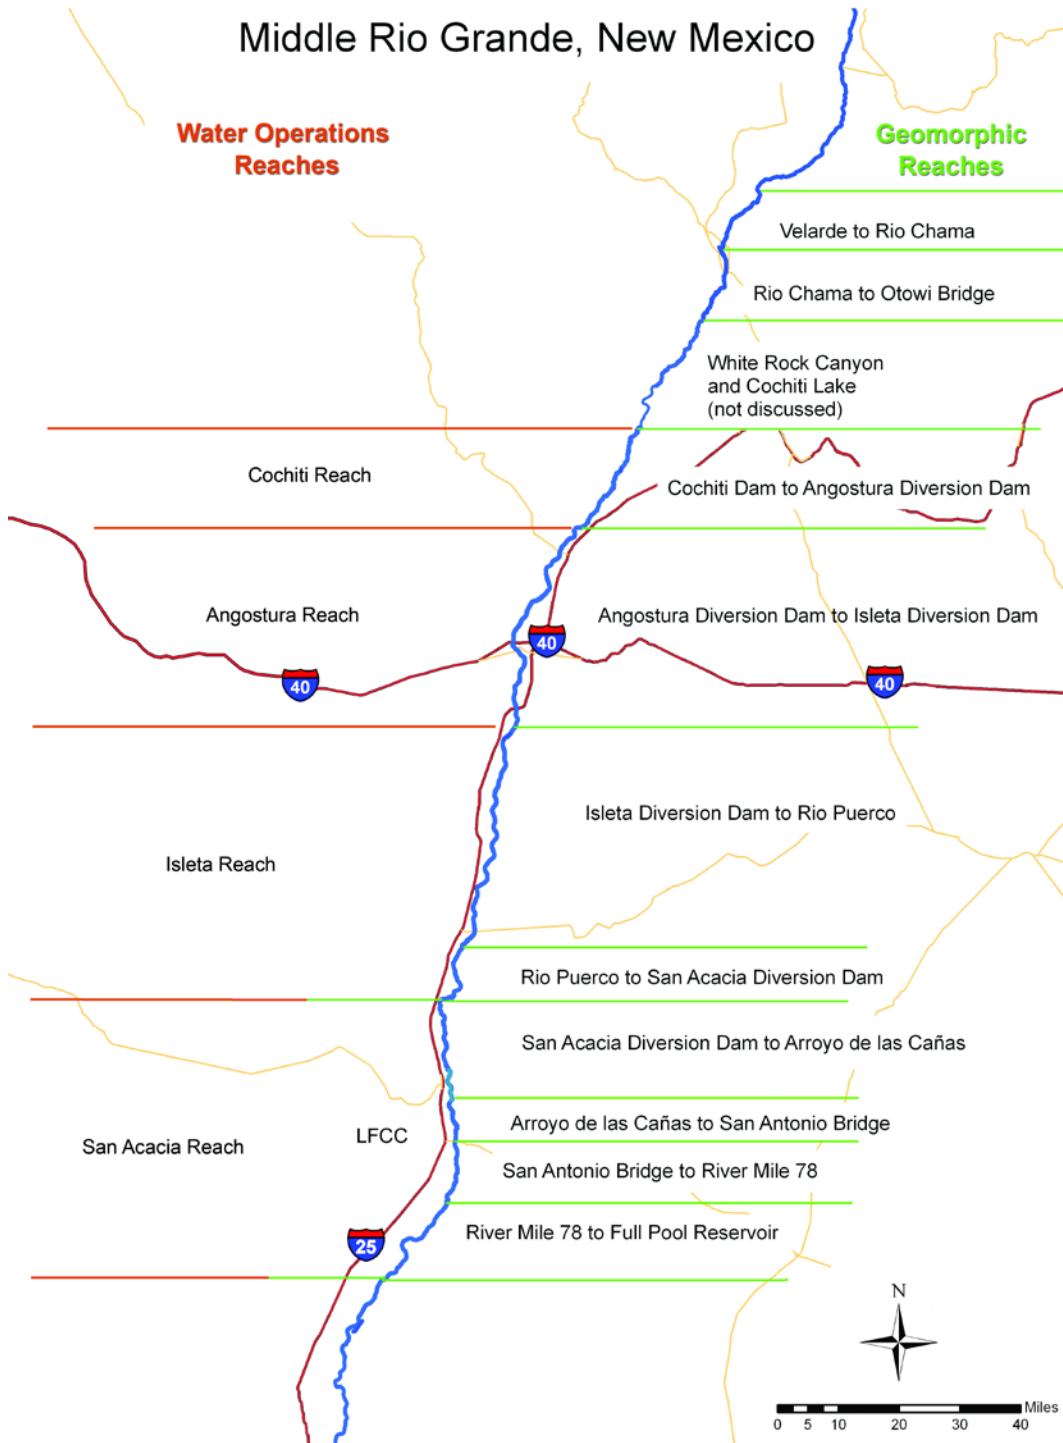 Middle Rio Grande, New Mexico
Water Operations
Reaches
Geomorphic
Reaches
Velarde to Rio Chama
Rio Chama to Otowi Bridge
White Rock Canyon
and Cochiti Lake
(not discussed)
Cochiti Reach
Cochiti Dam to Angostura Diversion Dam
Angostura Reach
Angostura Diversion Dam to Isleta Diversion Dam
40
40
40
Isleta Diversion Dam to Rio Puerco
Isleta Reach
Rio Puerco to San Acacia Diversion Dam
San Acacia Diversion Dam to Arroyo de las Cañas
Arroyo de las Cañas to San Antonio Bridge
LFCC
San Acacia Reach
San Antonio Bridge to River Mile 78
River Mile 78 to Full Pool Reservoir
25
N
Miles
0 5 10 20 30 40